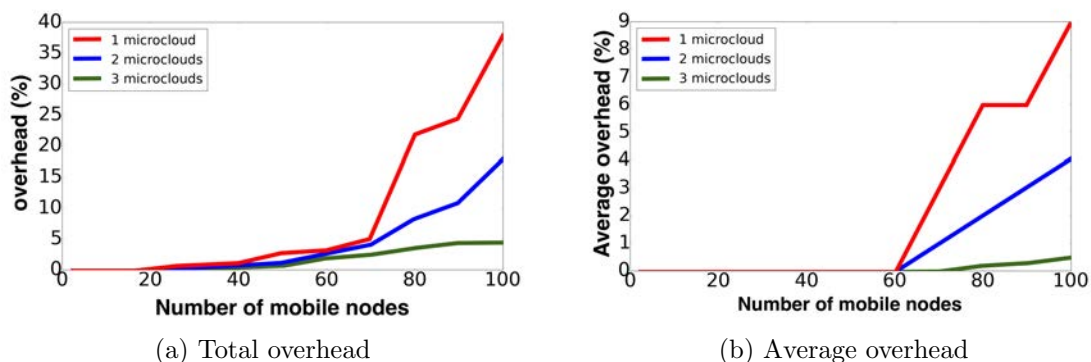 40
35
30
25
20
15
10
5
0
overhead (%)
1 microcloud
2 microclouds
3 microclouds
20 40 60 80 100
Number of mobile nodes
(a) Total overhead
9
8
7
6
5
4
3
2
1
0
Average overhead (%)
1 microcloud
2 microclouds
3 microclouds
0 20 40 60 80 100
Number of mobile nodes
(b) Average overhead